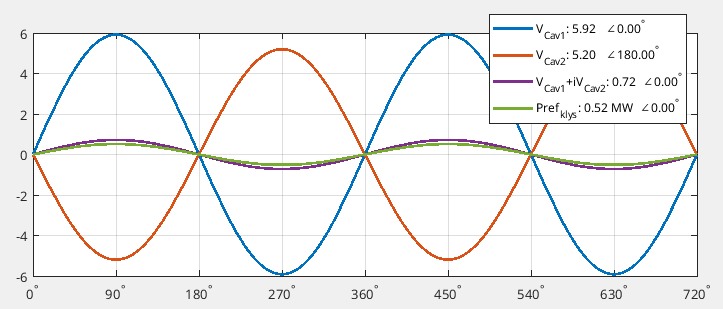 V_Cav1: 5.92 ∠0.00°
V_Cav2: 5.20 ∠180.00°
V_Cav1+iV_Cav2: 0.72 ∠0.00°
Pref_klys: 0.52 MW ∠0.00°
6
4
2
0
-2
-4
-6
0° 90° 180° 270° 360° 450° 540° 630° 720°